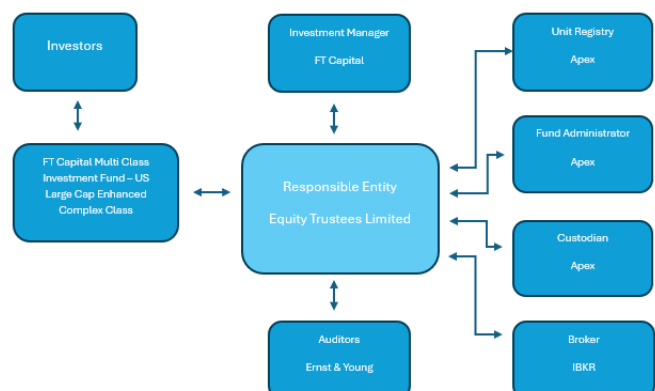 Investors
Investment Manager
FT Capital
Unit Registry
Apex
FT Capital Multi Class
Investment Fund – US
Large Cap Enhanced
Complex Class
Responsible Entity
Equity Trustees Limited
Fund Administrator
Apex
Custodian
Apex
Auditors
Ernst & Young
Broker
IBKR